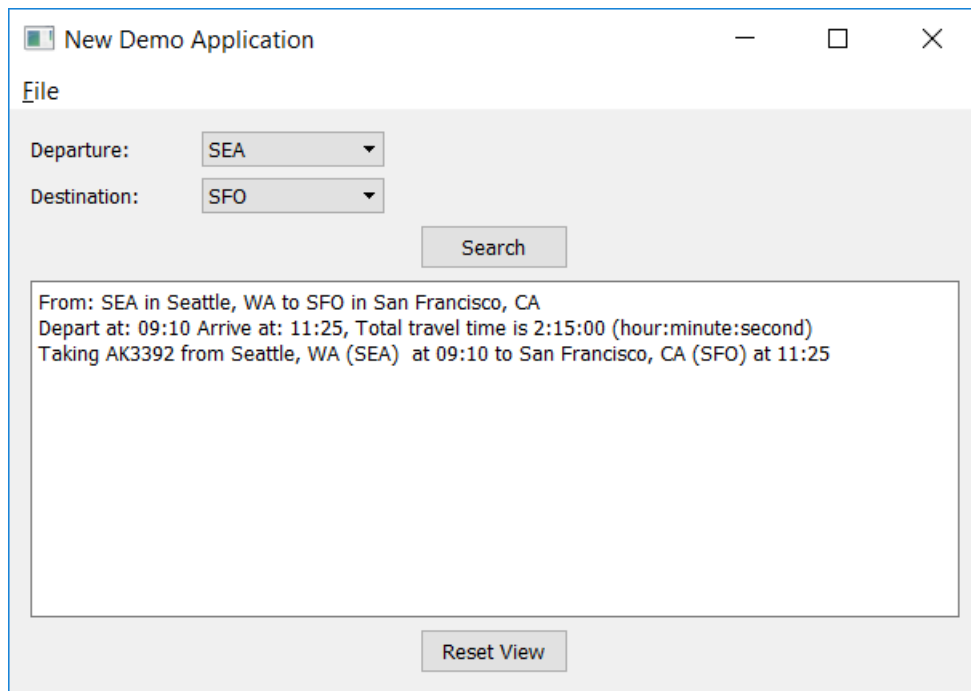 New Demo Application
File
Departure: SEA
Destination: SFO
Search
From: SEA in Seattle, WA to SFO in San Francisco, CA
Depart at: 09:10 Arrive at: 11:25, Total travel time is 2:15:00 (hour:minute:second)
Taking AK3392 from Seattle, WA (SEA)  at 09:10 to San Francisco, CA (SFO) at 11:25
Reset View